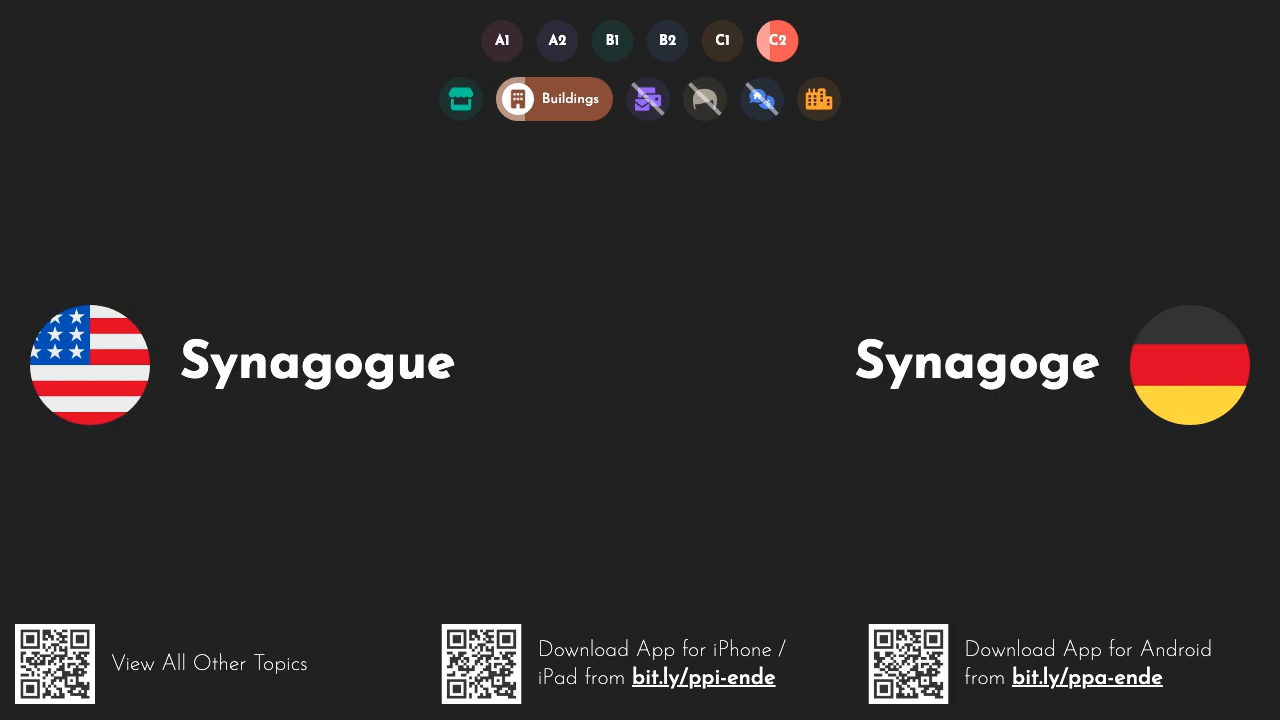 A1 A2 B1 B2 C1 C2
Buildings
Synagogue
Synagoge
View All Other Topics
Download App for iPhone /
iPad from bit.ly/ppi-ende
Download App for Android
from bit.ly/ppa-ende